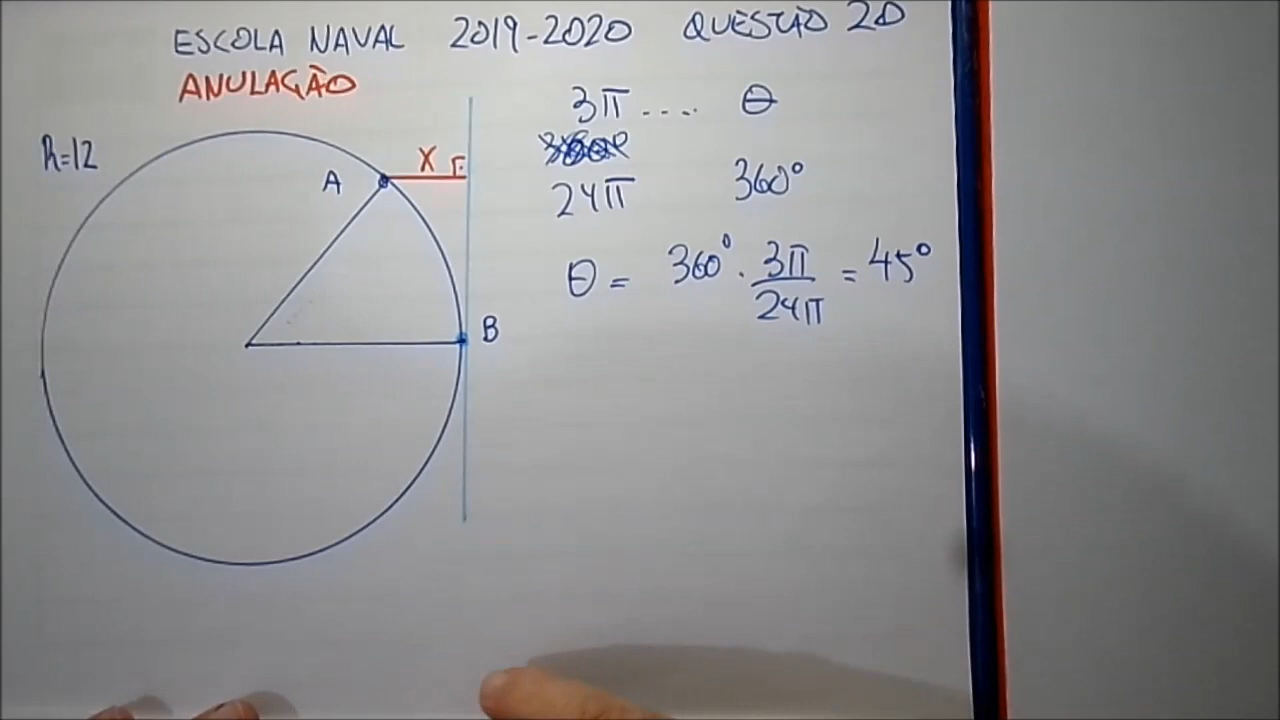 ESCOLA NAVAL 2019-2020 QUESTÃO 20
ANULAÇÃO
R=12
A
X
B
3π .... θ
24π 360°
θ = 360° · 3π/24π = 45°